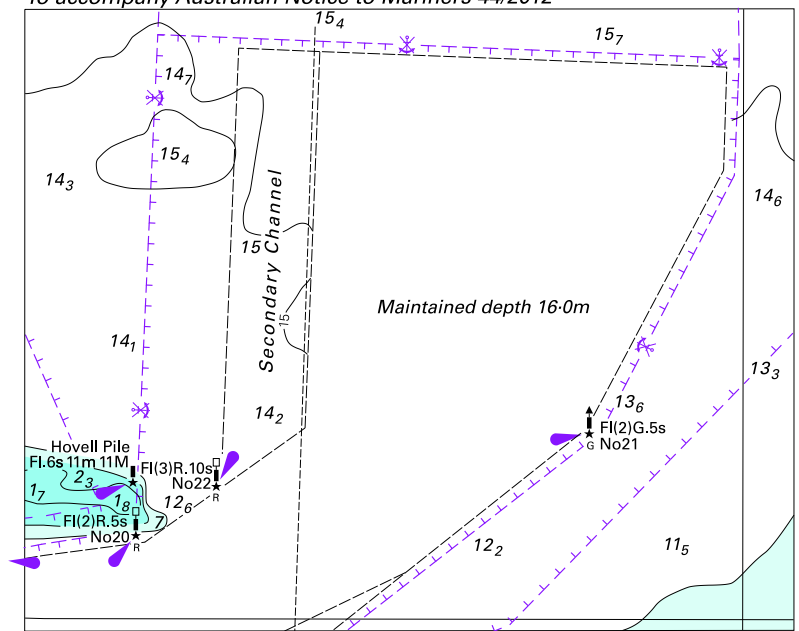 To accompany Australian Notice to Mariners 44/2012
15₄
15₇
14₇
15₄
14₃
14₆
15
Secondary Channel
15
Maintained depth 16·0m
14₁
13₃
14₂
13₆
Fl(2)G.5s
No21
G
Hovell Pile
Fl.6s 11m 11M
Fl(3)R.10s
No22
R
2₃
1₇
1₈
12₆
7
Fl(2)R.5s
No20
R
12₂
11₅